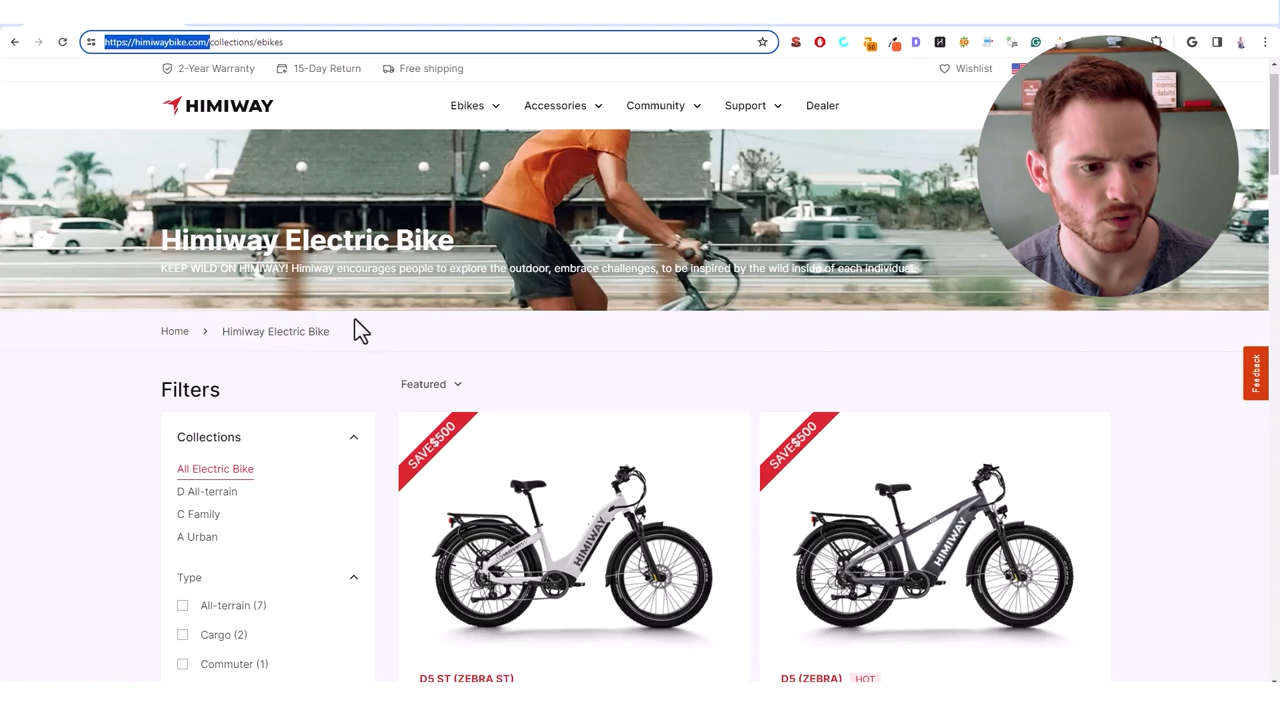 https://himiwaybike.com/collections/ebikes
2-Year Warranty 15-Day Return Free shipping Wishlist
HIMIWAY Ebikes Accessories Community Support Dealer
Atomic
Habits
Himiway Electric Bike
KEEP WILD ON HIMIWAY! Himiway encourages people to explore the outdoor, embrace challenges, to be inspired by the wild inside of each individual.
Home > Himiway Electric Bike
Feedback
Filters
Featured
Collections
All Electric Bike
D All-terrain
C Family
A Urban
Type
All-terrain (7)
Cargo (2)
Commuter (1)
SAVE$500
HIMIWAY
D5 ST (ZEBRA ST)
SAVE$500
HIMIWAY
D5 (ZEBRA) HOT